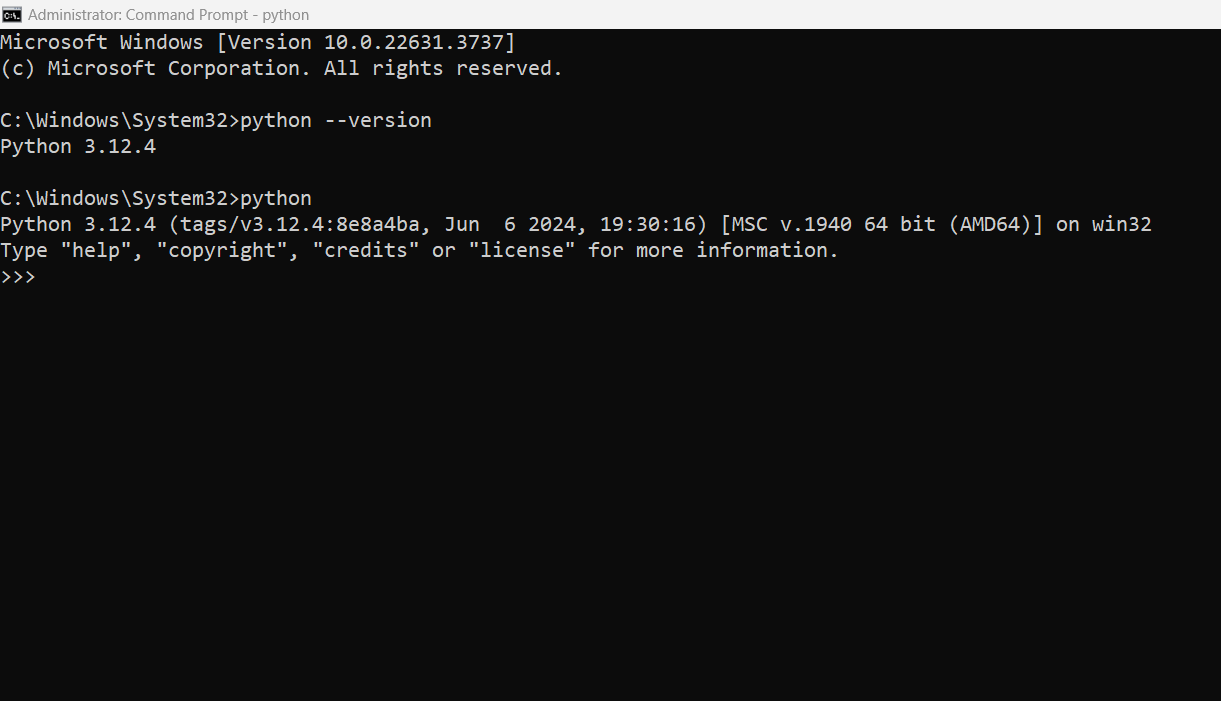 Administrator: Command Prompt - python
Microsoft Windows [Version 10.0.22631.3737]
(c) Microsoft Corporation. All rights reserved.
C:\Windows\System32>python --version
Python 3.12.4
C:\Windows\System32>python
Python 3.12.4 (tags/v3.12.4:8e8a4ba, Jun  6 2024, 19:30:16) [MSC v.1940 64 bit (AMD64)] on win32
Type "help", "copyright", "credits" or "license" for more information.
>>>